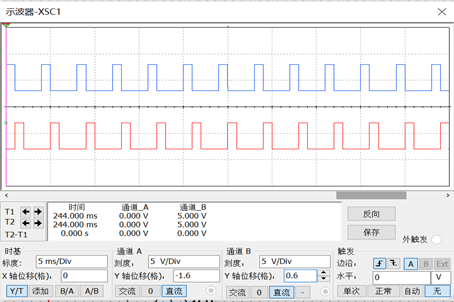 示波器-XSC1
T1
T2
T2-T1
时间 通道_A 通道_B
244.000 ms 0.000 V 5.000 V
244.000 ms 0.000 V 5.000 V
0.000 s 0.000 V 0.000 V
反向
保存
外触发
时基
标度: 5 ms/Div
X 轴位移(格): 0
Y/T 添加 B/A A/B
通道 A
刻度: 5 V/Div
Y 轴位移(格): -1.6
交流 0 直流
通道 B
刻度: 5 V/Div
Y 轴位移(格): 0.6
交流 0 直流 -
触发
边沿: A B Ext
水平: 0 V
单次 正常 自动 无